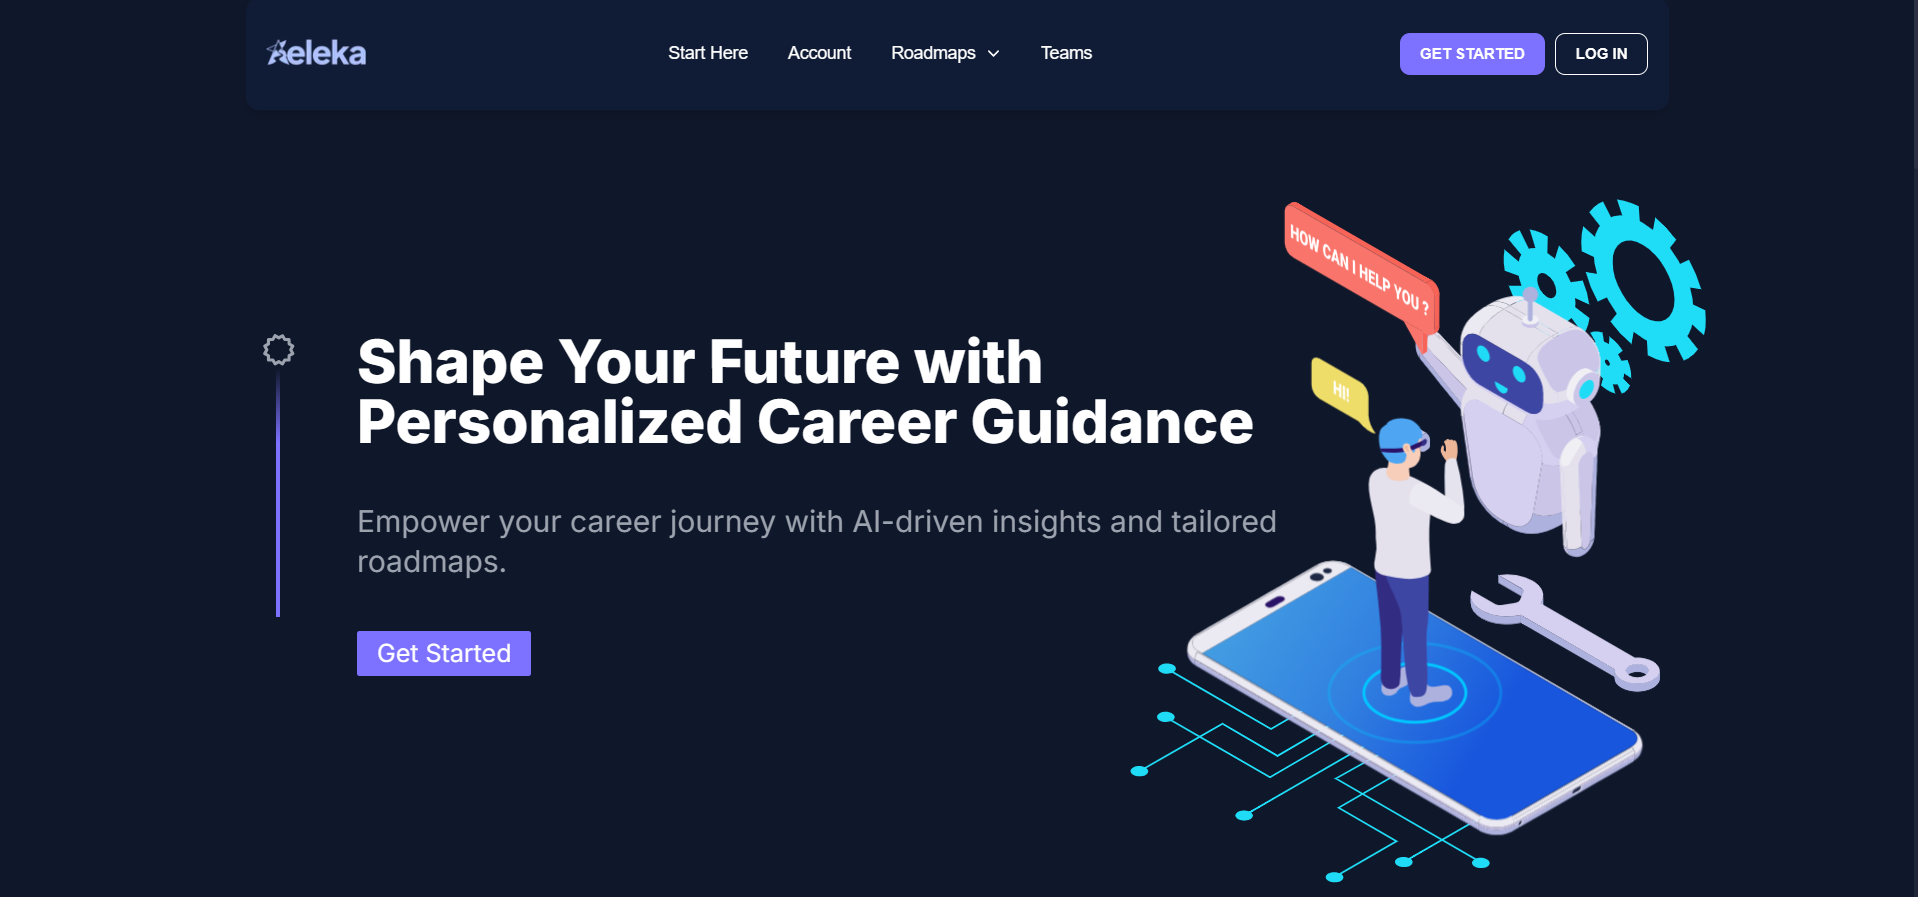 Aeleka
Start Here
Account
Roadmaps
Teams
GET STARTED
LOG IN
HOW CAN I HELP YOU ?
HI!
Shape Your Future with
Personalized Career Guidance
Empower your career journey with AI-driven insights and tailored
roadmaps.
Get Started